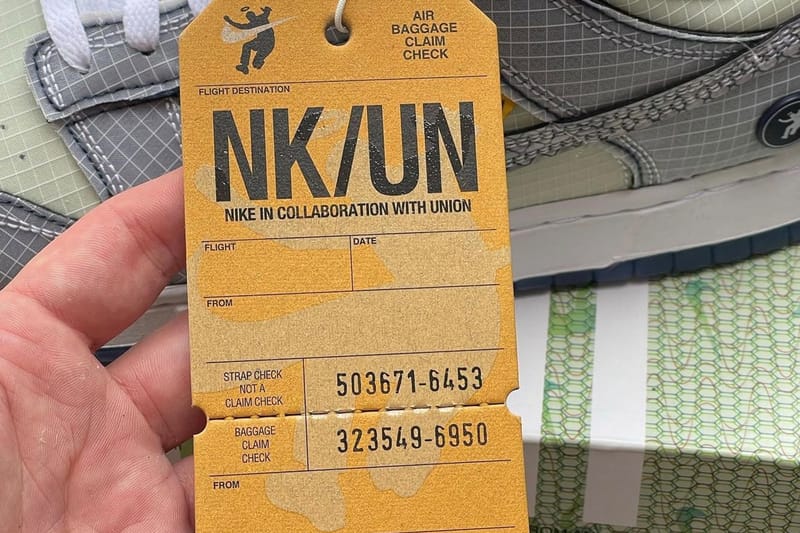 AIR
BAGGAGE
CLAIM
CHECK
FLIGHT DESTINATION
NK/UN
NIKE IN COLLABORATION WITH UNION
FLIGHT
DATE
FROM
STRAP CHECK
NOT A
CLAIM CHECK
503671-6453
BAGGAGE
CLAIM
CHECK
323549-6950
FROM